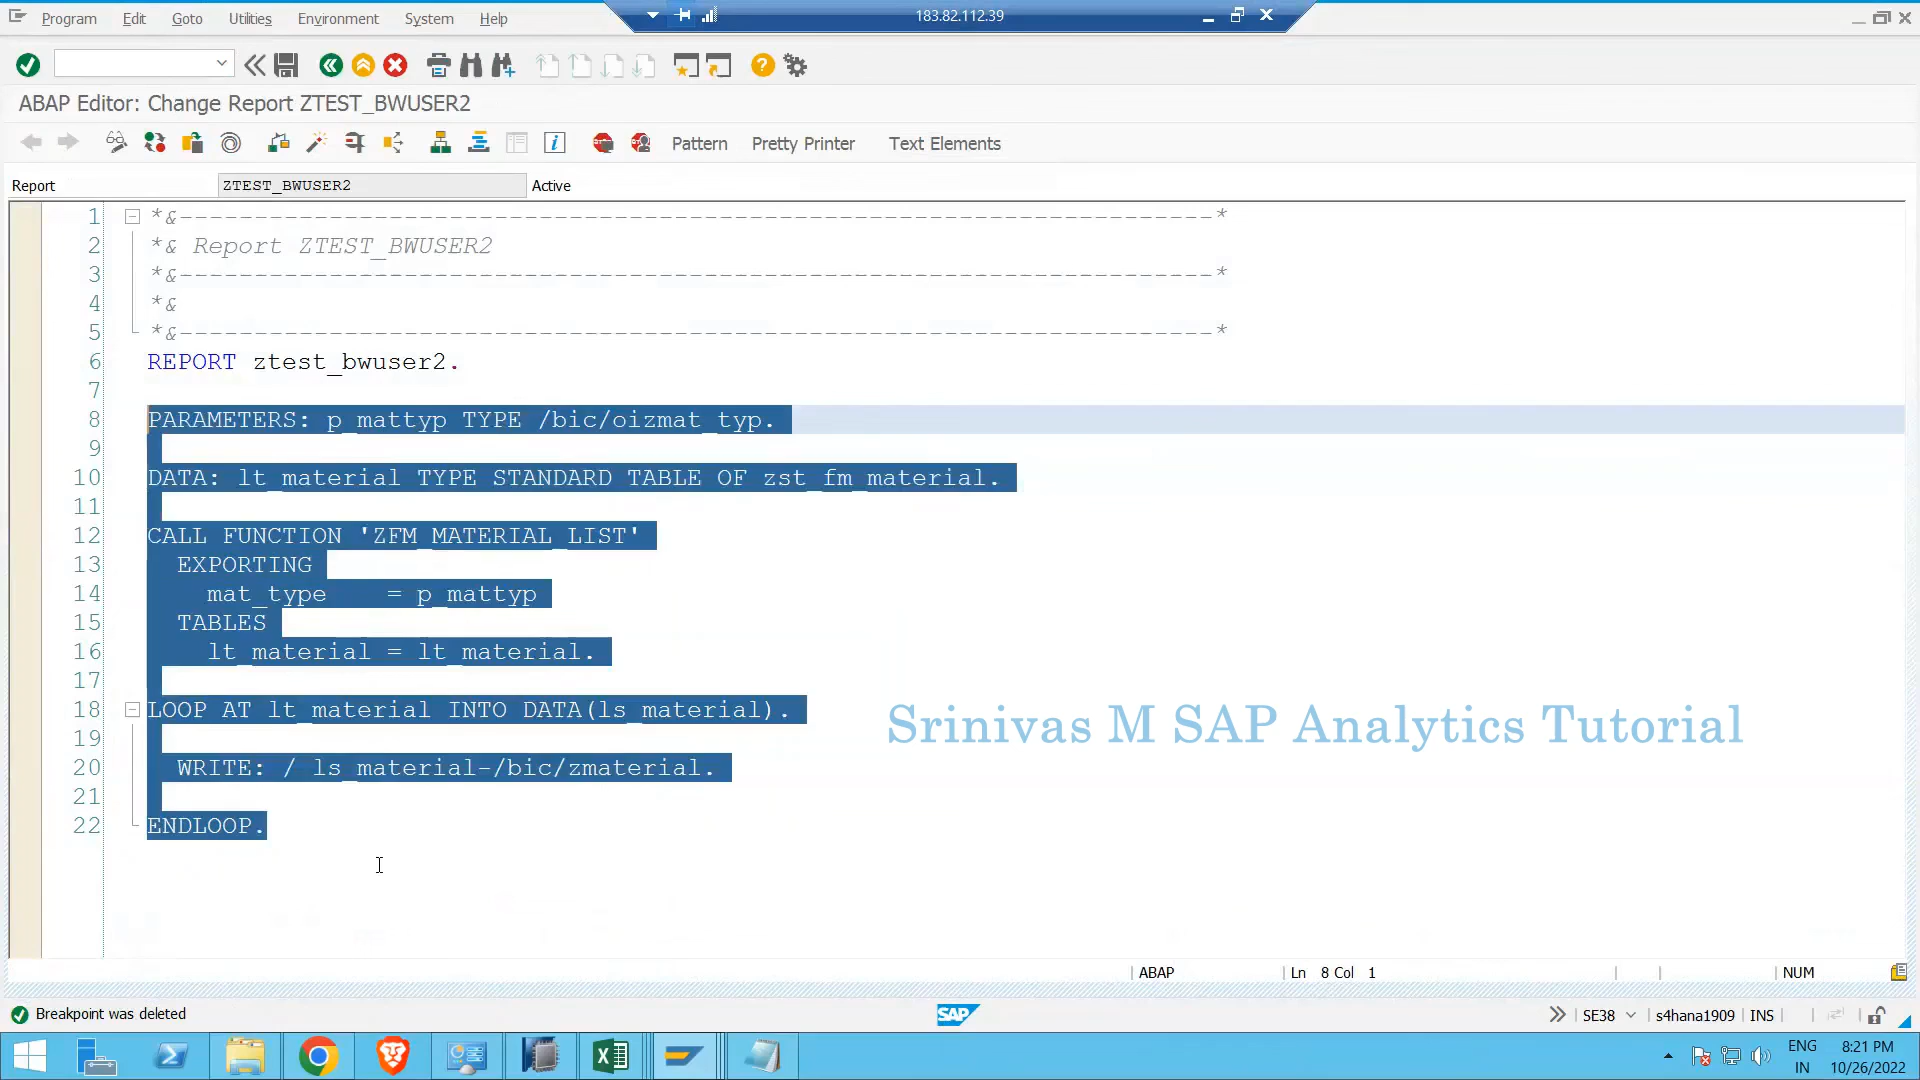 Program Edit Goto Utilities Environment System Help
183.82.112.39
ABAP Editor: Change Report ZTEST_BWUSER2
Pattern Pretty Printer Text Elements
Report ZTEST_BWUSER2 Active
1 *&---------------------------------------------------------------------*
2 *& Report ZTEST_BWUSER2
3 *&---------------------------------------------------------------------*
4 *&
5 *&---------------------------------------------------------------------*
6 REPORT ztest_bwuser2.
7
8 PARAMETERS: p_mattyp TYPE /bic/oizmat_typ.
9
10 DATA: lt_material TYPE STANDARD TABLE OF zst_fm_material.
11
12 CALL FUNCTION 'ZFM_MATERIAL_LIST'
13 EXPORTING
14 mat_type = p_mattyp
15 TABLES
16 lt_material = lt_material.
17
18 LOOP AT lt_material INTO DATA(ls_material).
19
20 WRITE: / ls_material-/bic/zmaterial.
21
22 ENDLOOP.
Srinivas M SAP Analytics Tutorial
ABAP Ln 8 Col 1 NUM
Breakpoint was deleted
SAP
SE38 s4hana1909 INS
ENG 8:21 PM
IN 10/26/2022